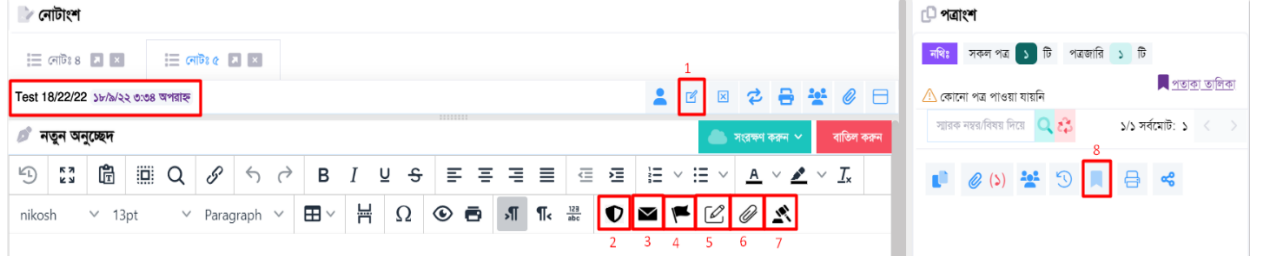 নোটাংশ
নোটঃ ৪ নোটঃ ৫
1
Test 18/22/22 ১৮/৯/২২ ৩:৩৪ অপরাহ্ন
নতুন অনুচ্ছেদ সংরক্ষণ করুন বাতিল করুন
nikosh 13pt Paragraph
2 3 4 5 6 7
পত্রাংশ
নথিঃ সকল পত্র ১ টি পত্রজারি ১ টি
পতাকা তালিকা
কোনো পত্র পাওয়া যায়নি
স্মারক নম্বর/বিষয় দিয়ে ১/১ সর্বমোট: ১
8
(১)